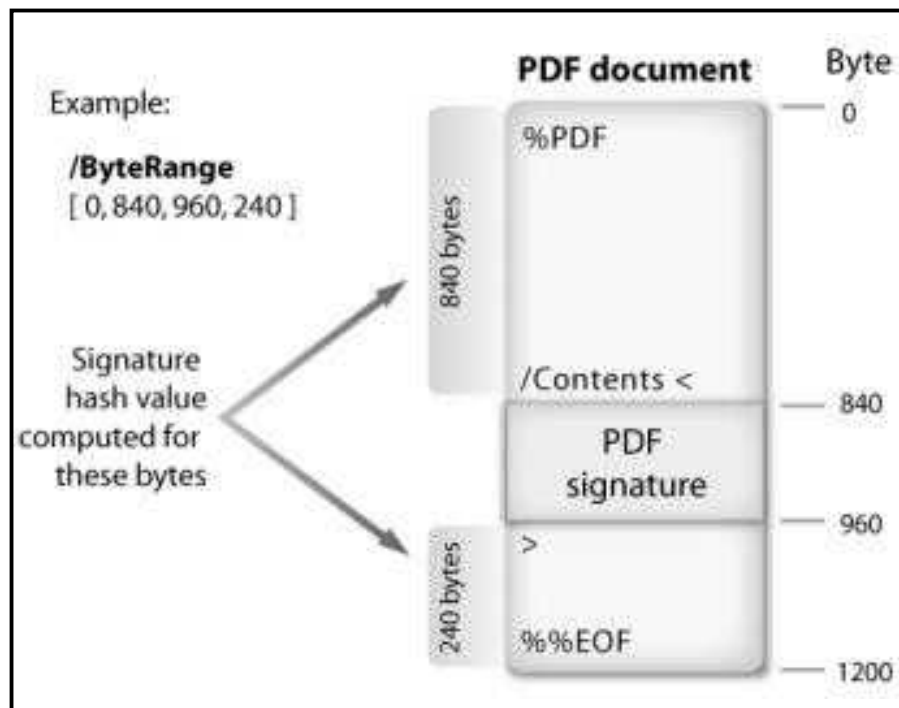 Example:
/ByteRange
[ 0, 840, 960, 240 ]
Signature
hash value
computed for
these bytes
PDF document
Byte
0
%PDF
840 bytes
/Contents <
840
PDF
signature
960
>
240 bytes
%%EOF
1200